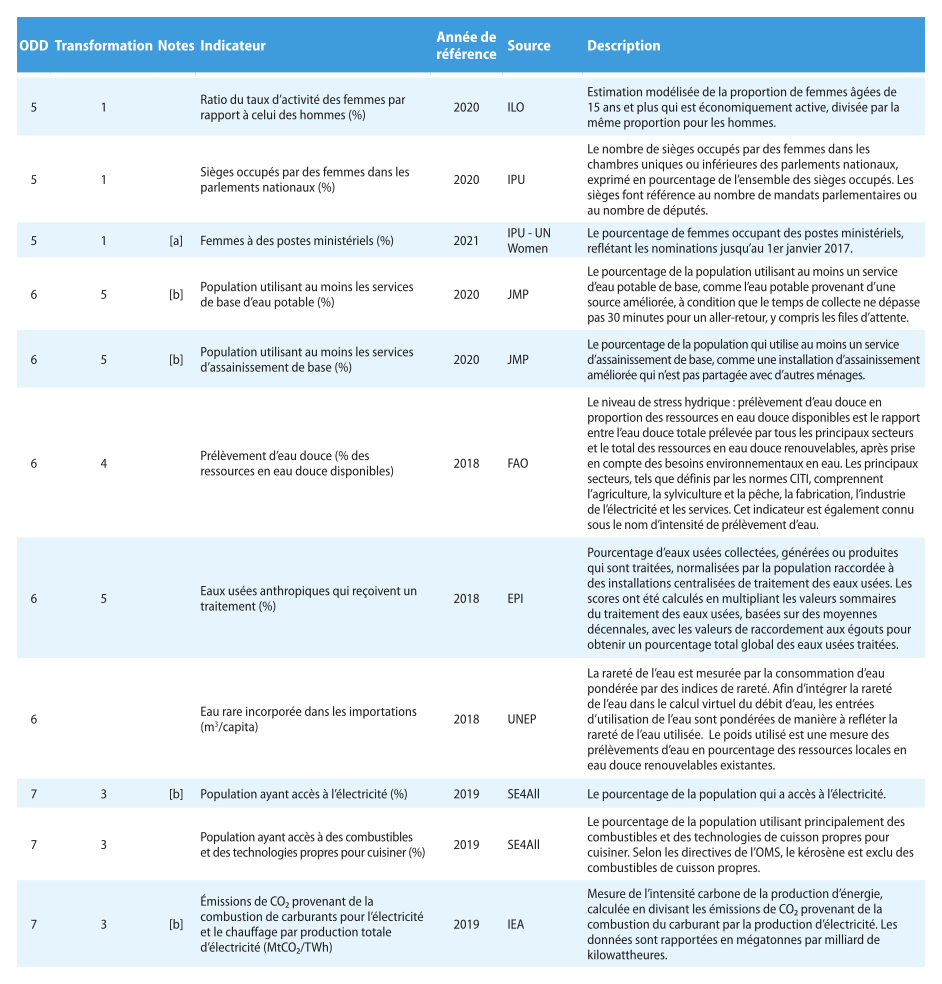 ODD Transformation Notes Indicateur Année de référence Source Description
5 1 Ratio du taux d'activité des femmes par
rapport à celui des hommes (%) 2020 ILO
Estimation modélisée de la proportion de femmes âgées de
15 ans et plus qui est économiquement active, divisée par la
même proportion pour les hommes.
5 1 Sièges occupés par des femmes dans les
parlements nationaux (%) 2020 IPU
Le nombre de sièges occupés par des femmes dans les
chambres uniques ou inférieures des parlements nationaux,
exprimé en pourcentage de l'ensemble des sièges occupés. Les
sièges font référence au nombre de mandats parlementaires ou
au nombre de députés.
5 1 [a] Femmes à des postes ministériels (%) 2021 IPU - UN
Women
Le pourcentage de femmes occupant des postes ministériels,
reflétant les nominations jusqu'au 1er janvier 2017.
6 5 [b] Population utilisant au moins les services
de base d'eau potable (%) 2020 JMP
Le pourcentage de la population utilisant au moins un service
d'eau potable de base, comme l'eau potable provenant d'une
source améliorée, à condition que le temps de collecte ne dépasse
pas 30 minutes pour un aller-retour, y compris les files d'attente.
6 5 [b] Population utilisant au moins les services
d'assainissement de base (%) 2020 JMP
Le pourcentage de la population qui utilise au moins un service
d'assainissement de base, comme une installation d'assainissement
améliorée qui n'est pas partagée avec d'autres ménages.
6 4 Prélèvement d'eau douce (% des
ressources en eau douce disponibles) 2018 FAO
Le niveau de stress hydrique : prélèvement d'eau douce en
proportion des ressources en eau douce disponibles est le rapport
entre l'eau douce totale prélevée par tous les principaux secteurs
et le total des ressources en eau douce renouvelables, après prise
en compte des besoins environnementaux en eau. Les principaux
secteurs, tels que définis par les normes CITI, comprennent
l'agriculture, la sylviculture et la pêche, la fabrication, l'industrie
de l'électricité et les services. Cet indicateur est également connu
sous le nom d'intensité de prélèvement d'eau.
6 5 Eaux usées anthropiques qui reçoivent un
traitement (%) 2018 EPI
Pourcentage d'eaux usées collectées, générées ou produites
qui sont traitées, normalisées par la population raccordée à
des installations centralisées de traitement des eaux usées. Les
scores ont été calculés en multipliant les valeurs sommaires
du traitement des eaux usées, basées sur des moyennes
décennales, avec les valeurs de raccordement aux égouts pour
obtenir un pourcentage total global des eaux usées traitées.
6 Eau rare incorporée dans les importations
(m³/capita) 2018 UNEP
La rareté de l'eau est mesurée par la consommation d'eau
pondérée par des indices de rareté. Afin d'intégrer la rareté
de l'eau dans le calcul virtuel du débit d'eau, les entrées
d'utilisation de l'eau sont pondérées de manière à refléter la
rareté de l'eau utilisée. Le poids utilisé est une mesure des
prélèvements d'eau en pourcentage des ressources locales en
eau douce renouvelables existantes.
7 3 [b] Population ayant accès à l'électricité (%) 2019 SE4All Le pourcentage de la population qui a accès à l'électricité.
7 3 Population ayant accès à des combustibles
et des technologies propres pour cuisiner (%) 2019 SE4All
Le pourcentage de la population utilisant principalement des
combustibles et des technologies de cuisson propres pour
cuisiner. Selon les directives de l'OMS, le kérosène est exclu des
combustibles de cuisson propres.
7 3 [b] Émissions de CO₂ provenant de la
combustion de carburants pour l'électricité
et le chauffage par production totale
d'électricité (MtCO₂/TWh) 2019 IEA
Mesure de l'intensité carbone de la production d'énergie,
calculée en divisant les émissions de CO₂ provenant de la
combustion du carburant par la production d'électricité. Les
données sont rapportées en mégatonnes par milliard de
kilowattheures.